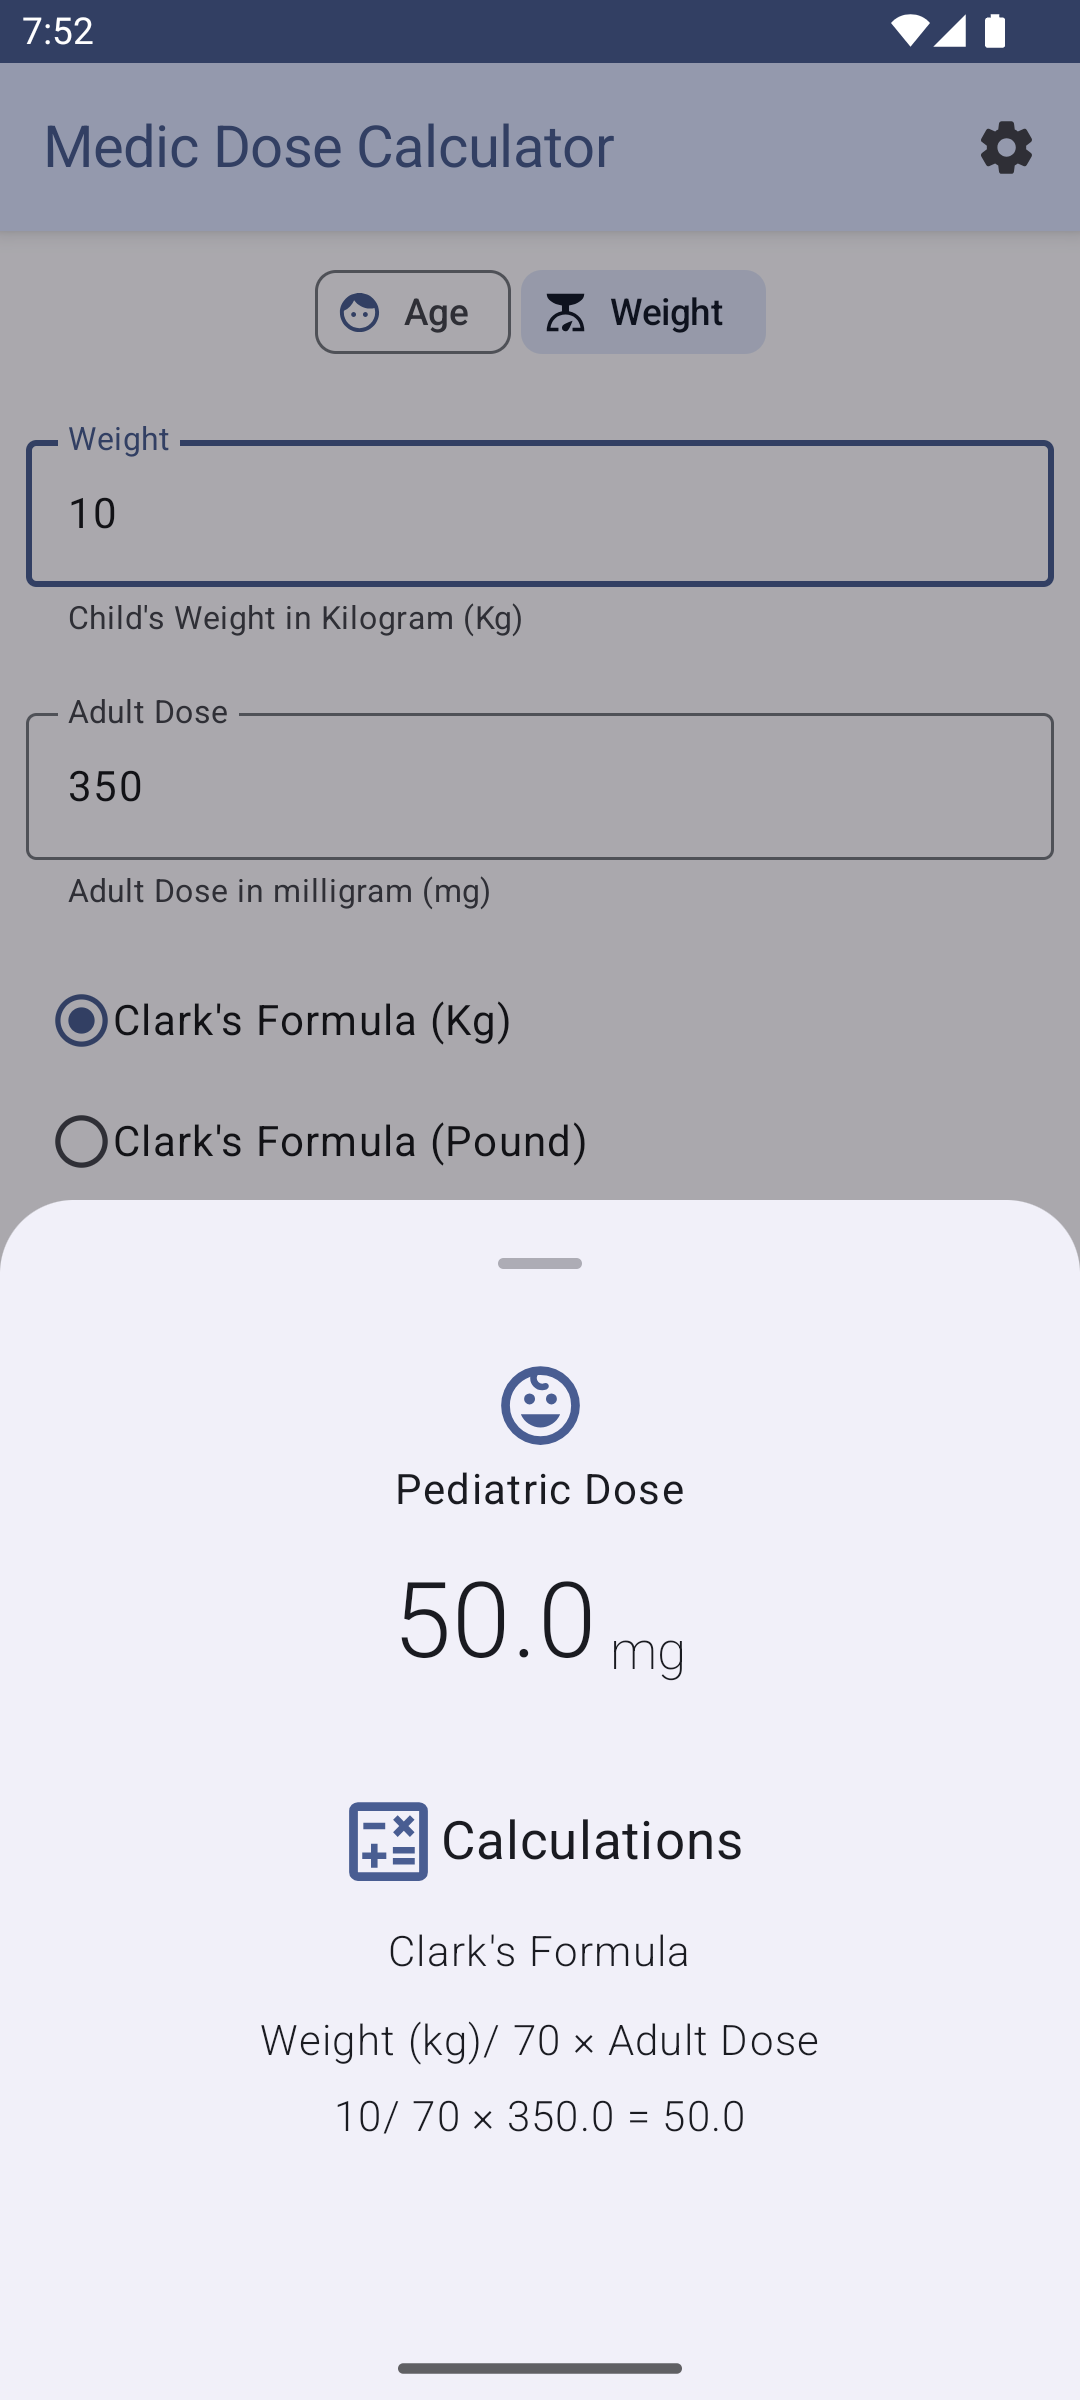 7:52
Medic Dose Calculator
Age
Weight
Weight
10
Child's Weight in Kilogram (Kg)
Adult Dose
350
Adult Dose in milligram (mg)
Clark's Formula (Kg)
Clark's Formula (Pound)
Pediatric Dose
50.0 mg
Calculations
Clark's Formula
Weight (kg)/ 70 × Adult Dose
10/ 70 × 350.0 = 50.0